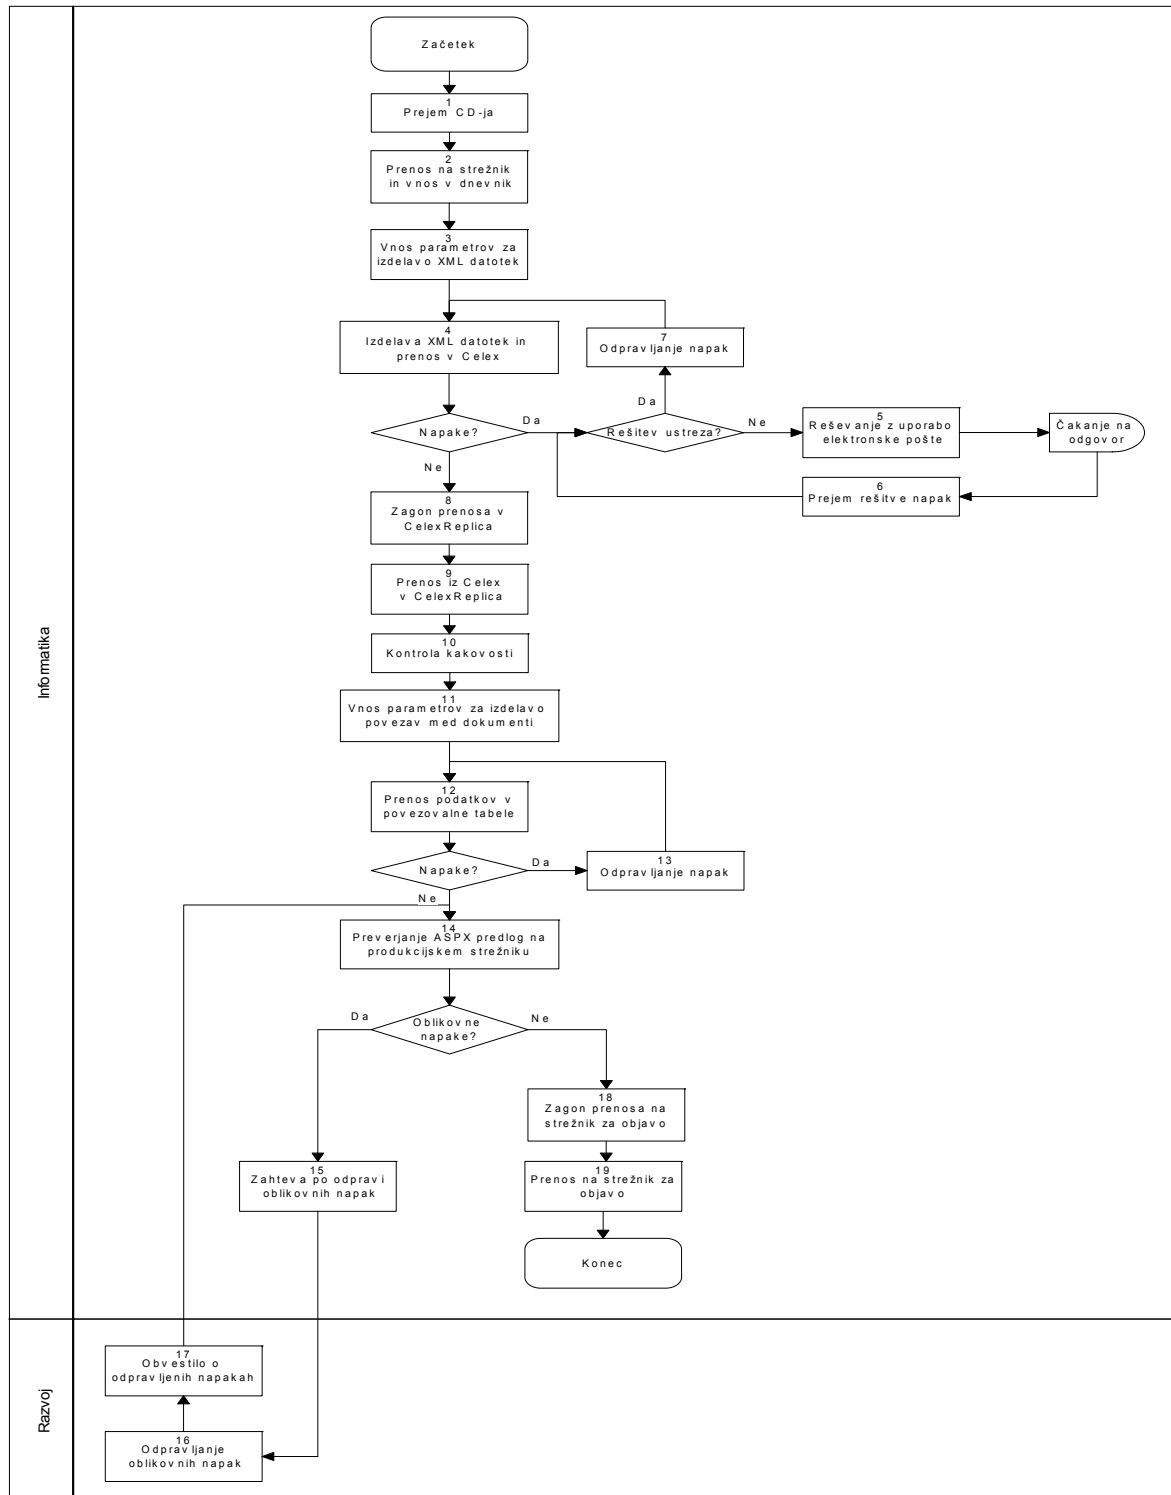 Začetek
1
Prejem CD-ja
2
Prenos na strežnik
in vnos v dnevnik
3
Vnos parametrov za
izdelavo XML datotek
4
Izdelava XML datotek in
prenos v Celex
7
Odpravljanje napak
Da
Napake?
Da
Rešitev ustreza?
Ne
5
Reševanje z uporabo
elektronske pošte
Čakanje na
odgovor
Ne
6
Prejem rešitve napak
8
Zagon prenosa v
CelexReplica
9
Prenos iz Celex
v CelexReplica
10
Kontrola kakovosti
11
Vnos parametrov za izdelavo
povezav med dokumenti
12
Prenos podatkov v
povezovalne tabele
Napake?
Da
13
Odpravljanje napak
Ne
14
Preverjanje ASPX predlog na
produkcijskem strežniku
Da
Oblikovne
napake?
Ne
18
Zagon prenosa na
strežnik za objavo
15
Zahteva po odpravi
oblikovnih napak
19
Prenos na strežnik za
objavo
Konec
Informatika
17
Obvestilo o
odpravljenih napakah
16
Odpravljanje
oblikovnih napak
Razvoj